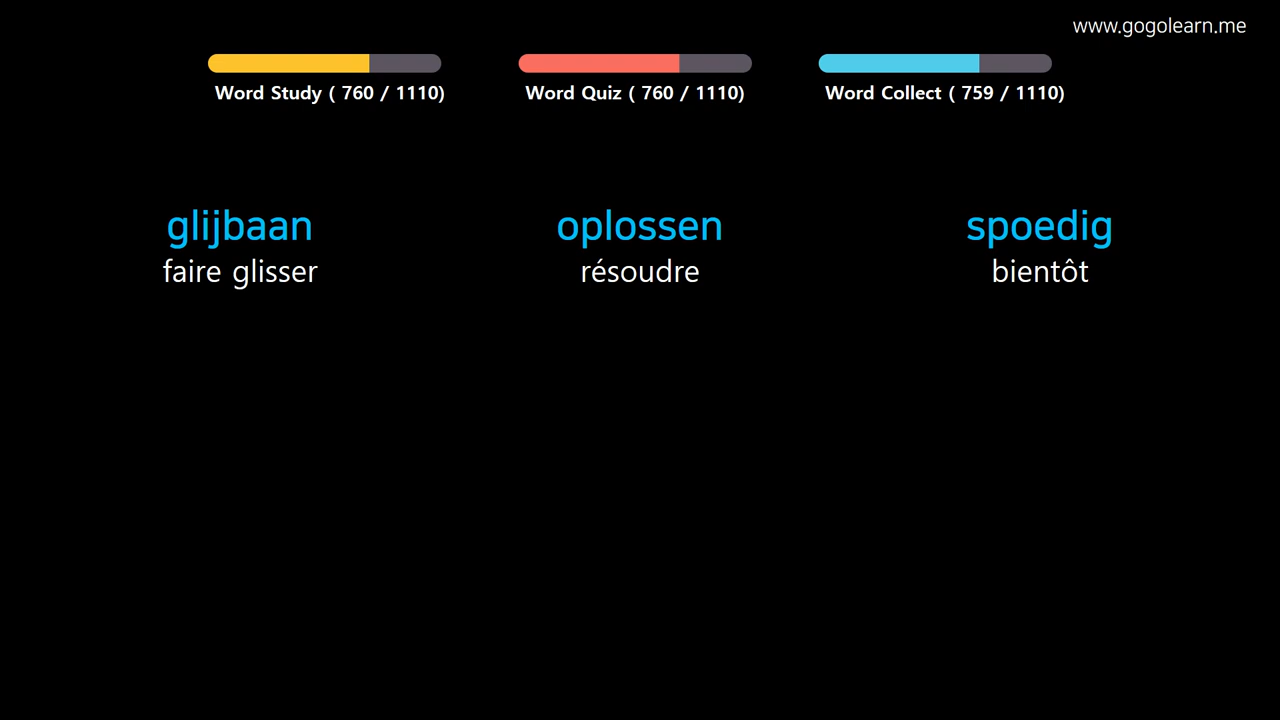 www.gogolearn.me
Word Study ( 760 / 1110)
Word Quiz ( 760 / 1110)
Word Collect ( 759 / 1110)
glijbaan
faire glisser
oplossen
résoudre
spoedig
bientôt